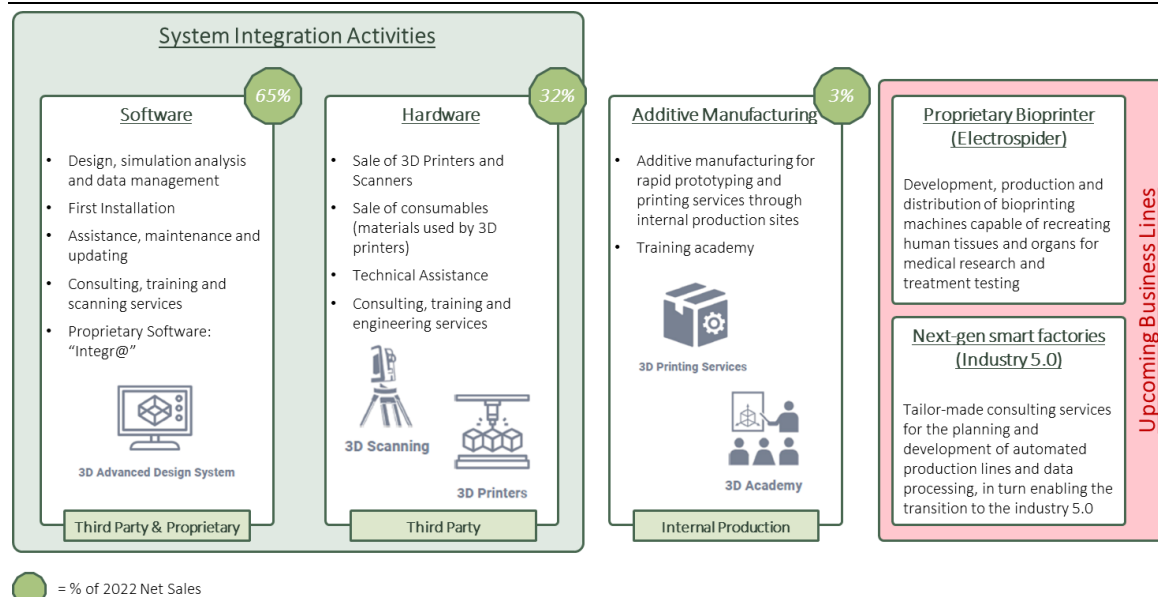 System Integration Activities
65%
Software
• Design, simulation analysis
and data management
• First Installation
• Assistance, maintenance and
updating
• Consulting, training and
scanning services
• Proprietary Software:
“Integr@”
3D Advanced Design System
Third Party & Proprietary
32%
Hardware
• Sale of 3D Printers and
Scanners
• Sale of consumables
(materials used by 3D
printers)
• Technical Assistance
• Consulting, training and
engineering services
3D Scanning
3D Printers
Third Party
3%
Additive Manufacturing
• Additive manufacturing for
rapid prototyping and
printing services through
internal production sites
• Training academy
3D Printing Services
3D Academy
Internal Production
Proprietary Bioprinter
(Electrospider)
Development, production and
distribution of bioprinting
machines capable of recreating
human tissues and organs for
medical research and
treatment testing
Next-gen smart factories
(Industry 5.0)
Tailor-made consulting services
for the planning and
development of automated
production lines and data
processing, in turn enabling the
transition to the industry 5.0
Upcoming Business Lines
= % of 2022 Net Sales